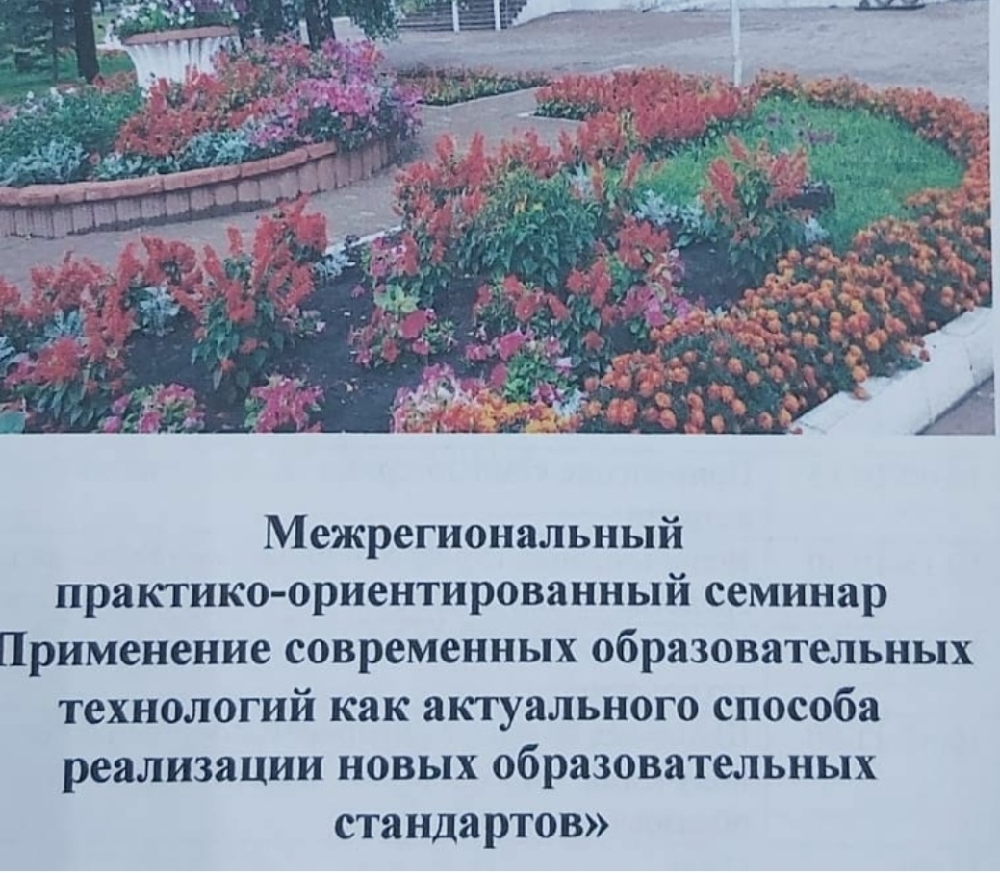 Межрегиональный
практико-ориентированный семинар
Применение современных образовательных
технологий как актуального способа
реализации новых образовательных
стандартов»